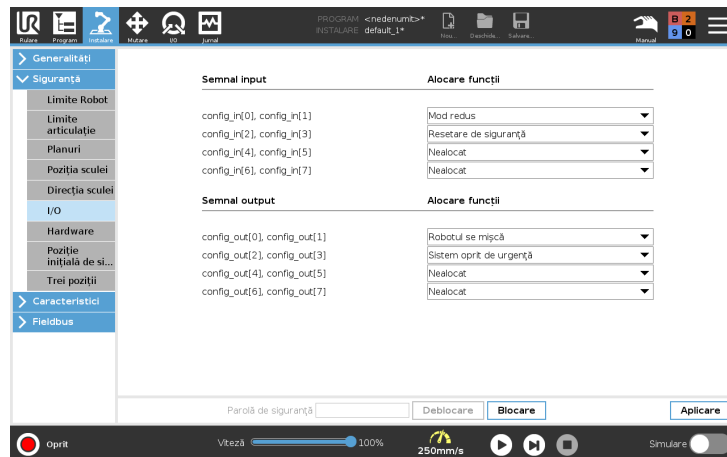 UR
Rulare
Program
Instalare
Mutare
I/O
Jurnal
PROGRAM <nedenumit>*
INSTALARE default_1*
Nou...
Deschide...
Salvare...
Manual
B 2
9 0
Generalități
Siguranță
Limite Robot
Limite
articulație
Planuri
Poziția sculei
Direcția sculei
I/O
Hardware
Poziție
inițială de si...
Trei poziții
Caracteristici
Fieldbus
Semnal input Alocare funcții
config_in[0], config_in[1] Mod redus
config_in[2], config_in[3] Resetare de siguranță
config_in[4], config_in[5] Nealocat
config_in[6], config_in[7] Nealocat
Semnal output Alocare funcții
config_out[0], config_out[1] Robotul se mișcă
config_out[2], config_out[3] Sistem oprit de urgență
config_out[4], config_out[5] Nealocat
config_out[6], config_out[7] Nealocat
Parolă de siguranță Deblocare Blocare Aplicare
Oprit Viteză 100% 250mm/s Simulare